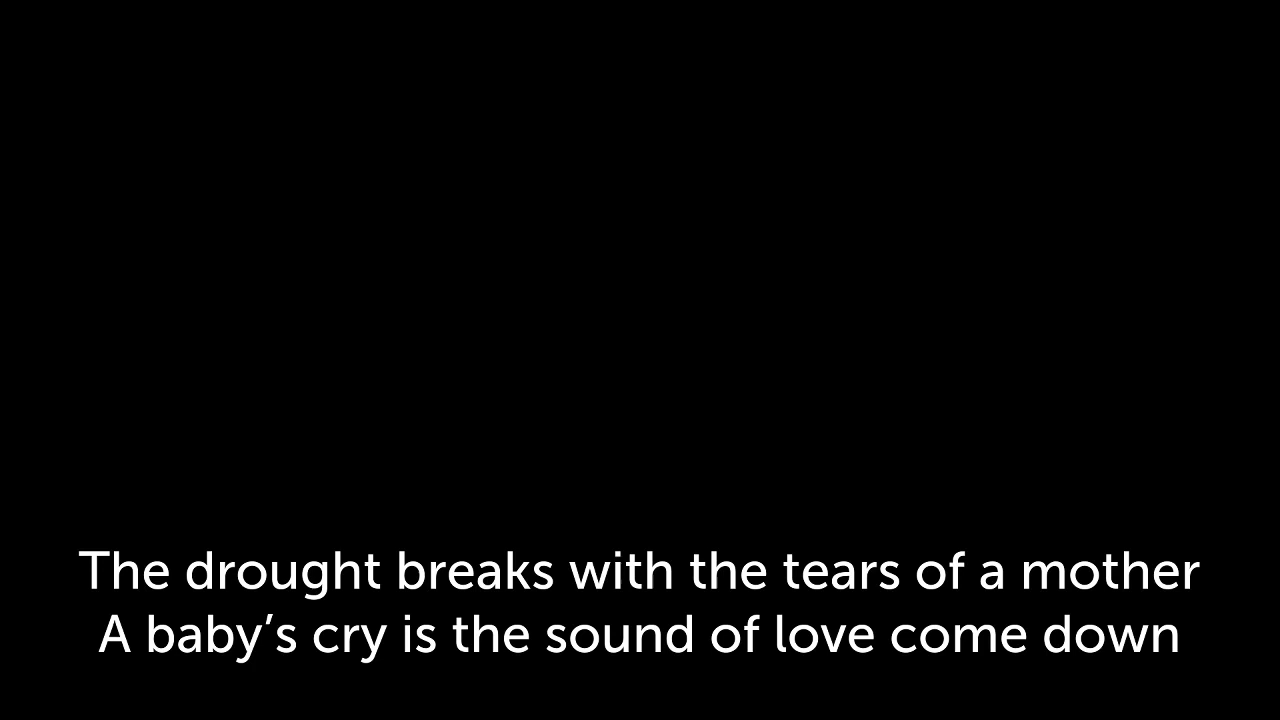 The drought breaks with the tears of a mother
A baby’s cry is the sound of love come down